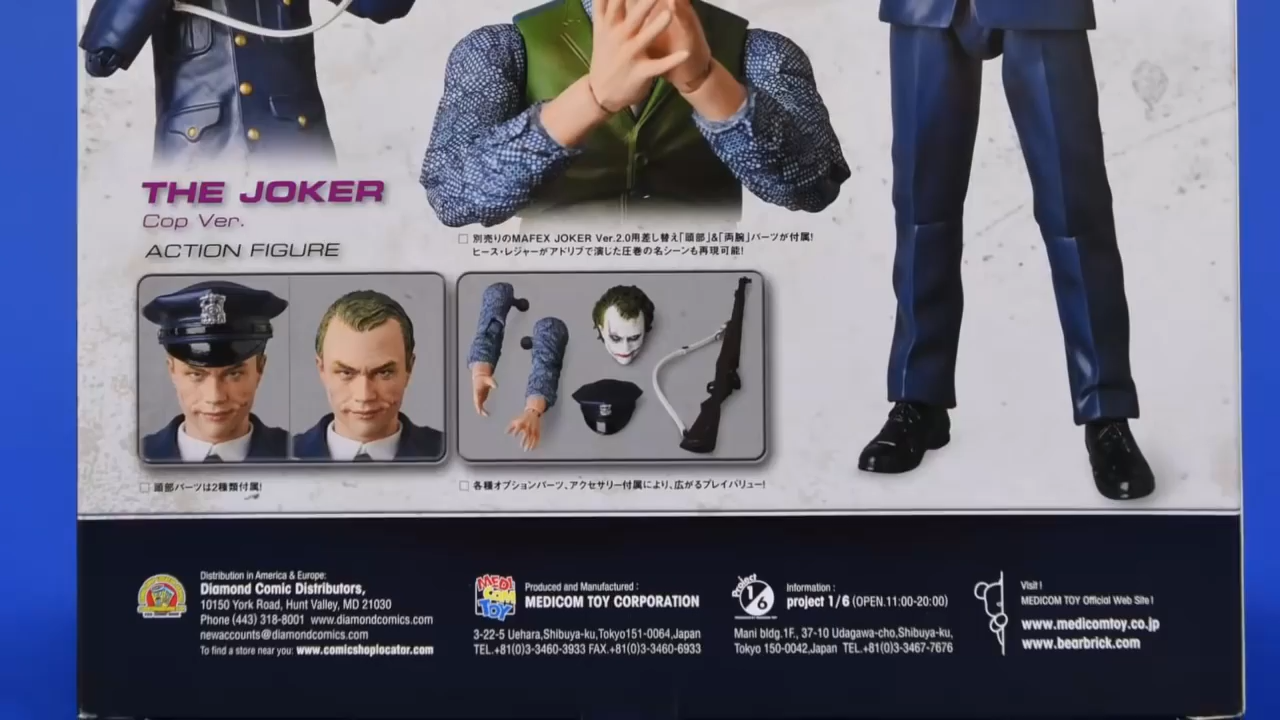 THE JOKER
Cop Ver.
ACTION FIGURE
□ 別売りのMAFEX JOKER Ver.2.0用差し替え「頭部」&「両腕」パーツが付属!
ヒース・レジャーがアドリブで演じた圧巻の名シーンも再現可能!
□ 頭部パーツは2種類付属!
□ 各種オプションパーツ、アクセサリー付属により、広がるプレイバリュー!
Distribution in America & Europe:
Diamond Comic Distributors,
10150 York Road, Hunt Valley, MD 21030
Phone (443) 318-8001 www.diamondcomics.com
newaccounts@diamondcomics.com
To find a store near you: www.comicshoplocator.com
MEDI
COM
TOY
Produced and Manufactured :
MEDICOM TOY CORPORATION
3-22-5 Uehara,Shibuya-ku,Tokyo151-0064,Japan
TEL.+81(0)3-3460-3933 FAX.+81(0)3-3460-6933
Project
1/6
Information :
project 1/6 (OPEN.11:00-20:00)
Mani bldg.1F., 37-10 Udagawa-cho,Shibuya-ku,
Tokyo 150-0042,Japan TEL.+81(0)3-3467-7676
Visit !
MEDICOM TOY Official Web Site !
www.medicomtoy.co.jp
www.bearbrick.com